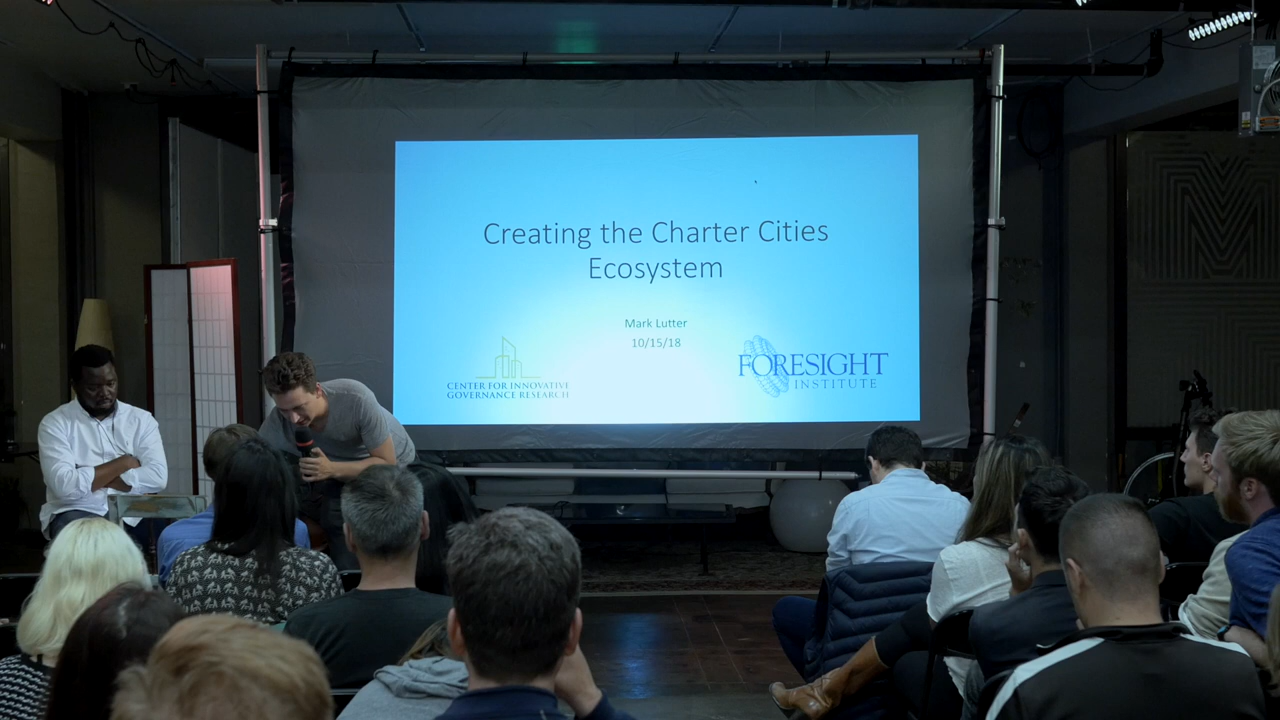 Creating the Charter Cities
Ecosystem
Mark Lutter
10/15/18
CENTER FOR INNOVATIVE
GOVERNANCE RESEARCH
FORESIGHT
INSTITUTE